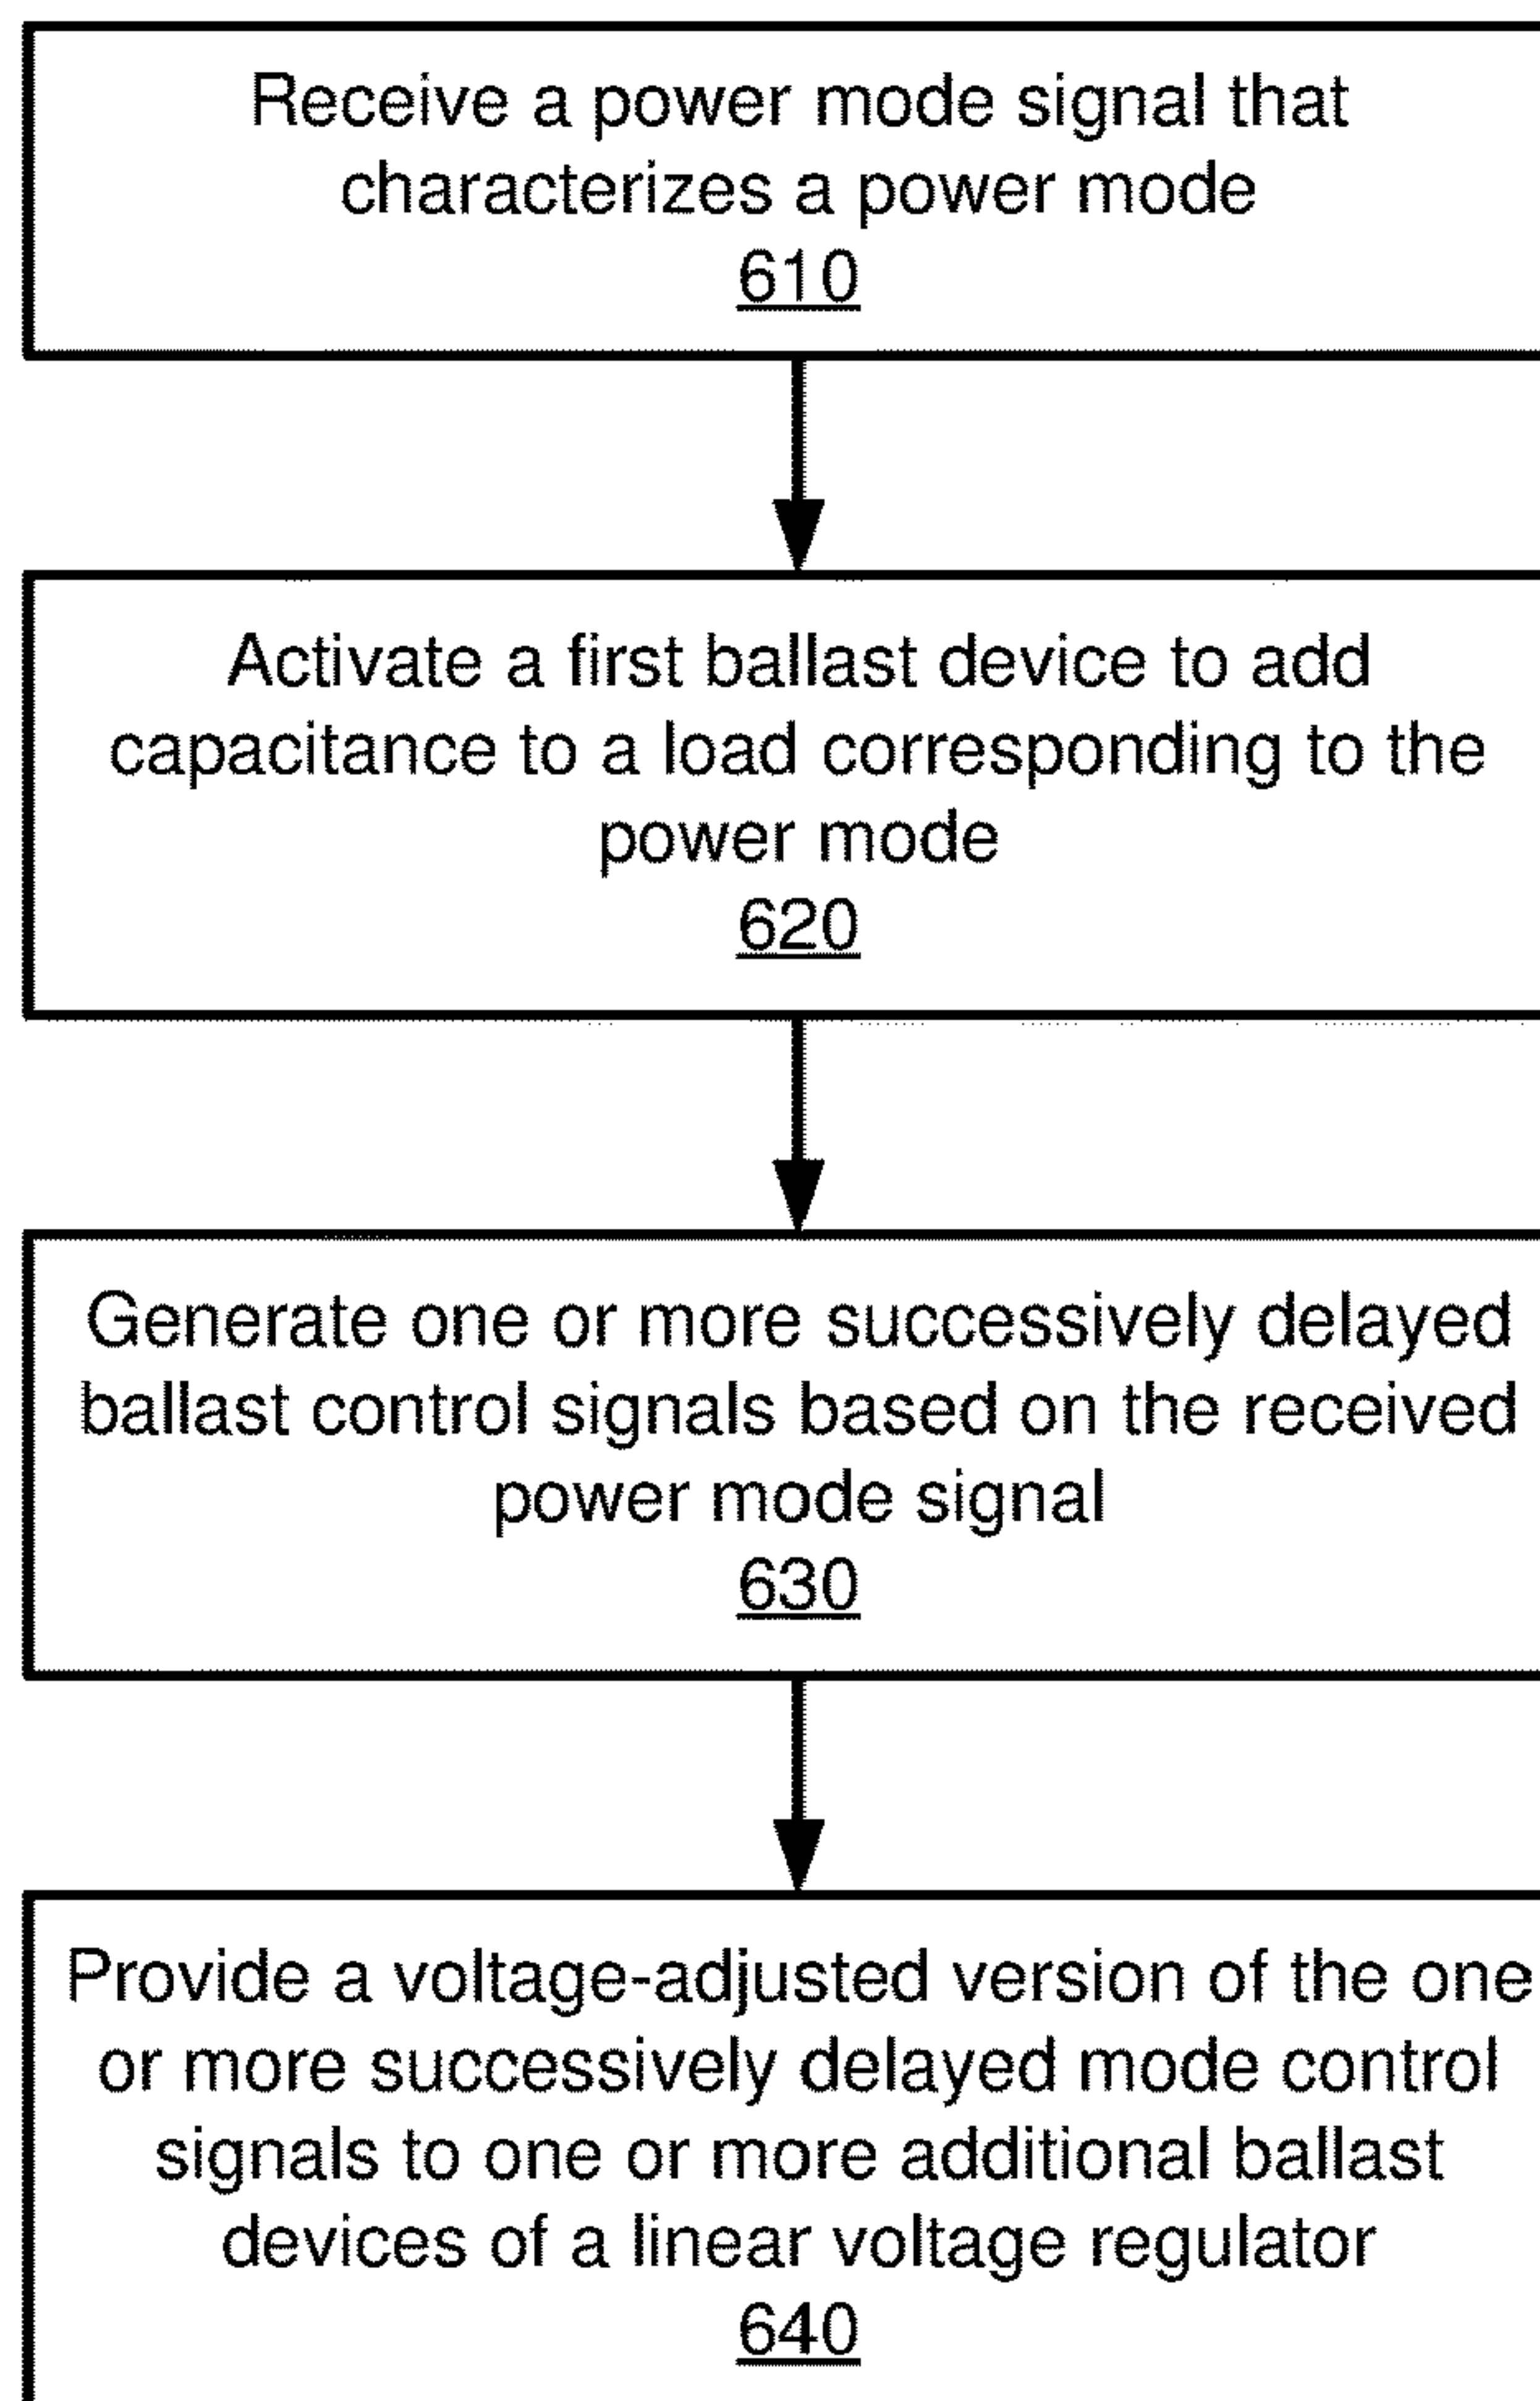 Receive a power mode signal that
characterizes a power mode
610
Activate a first ballast device to add
capacitance to a load corresponding to the
power mode
620
Generate one or more successively delayed
ballast control signals based on the received
power mode signal
630
Provide a voltage-adjusted version of the one
or more successively delayed mode control
signals to one or more additional ballast
devices of a linear voltage regulator
640